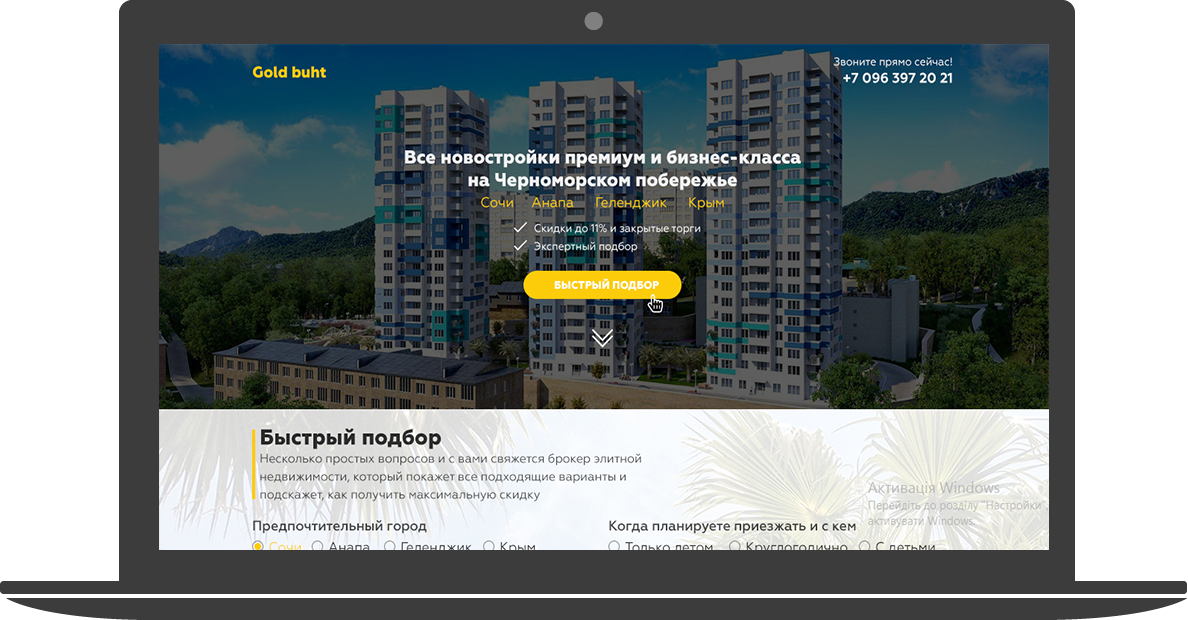 Gold buht
Звоните прямо сейчас!
+7 096 397 20 21
Все новостройки премиум и бизнес-класса
на Черноморском побережье
Сочи Анапа Геленджик Крым
Скидки до 11% и закрытые торги
Экспертный подбор
БЫСТРЫЙ ПОДБОР
Быстрый подбор
Несколько простых вопросов и с вами свяжется брокер элитной
недвижимости, который покажет все подходящие варианты и
подскажет, как получить максимальную скидку
Активація Windows
Перейдіть до розділу "Настройки",
активувати Windows.
Предпочтительный город
Когда планируете приезжать и с кем
Сочи Анапа Геленджик Крым
Только летом Круглогодично С детьми